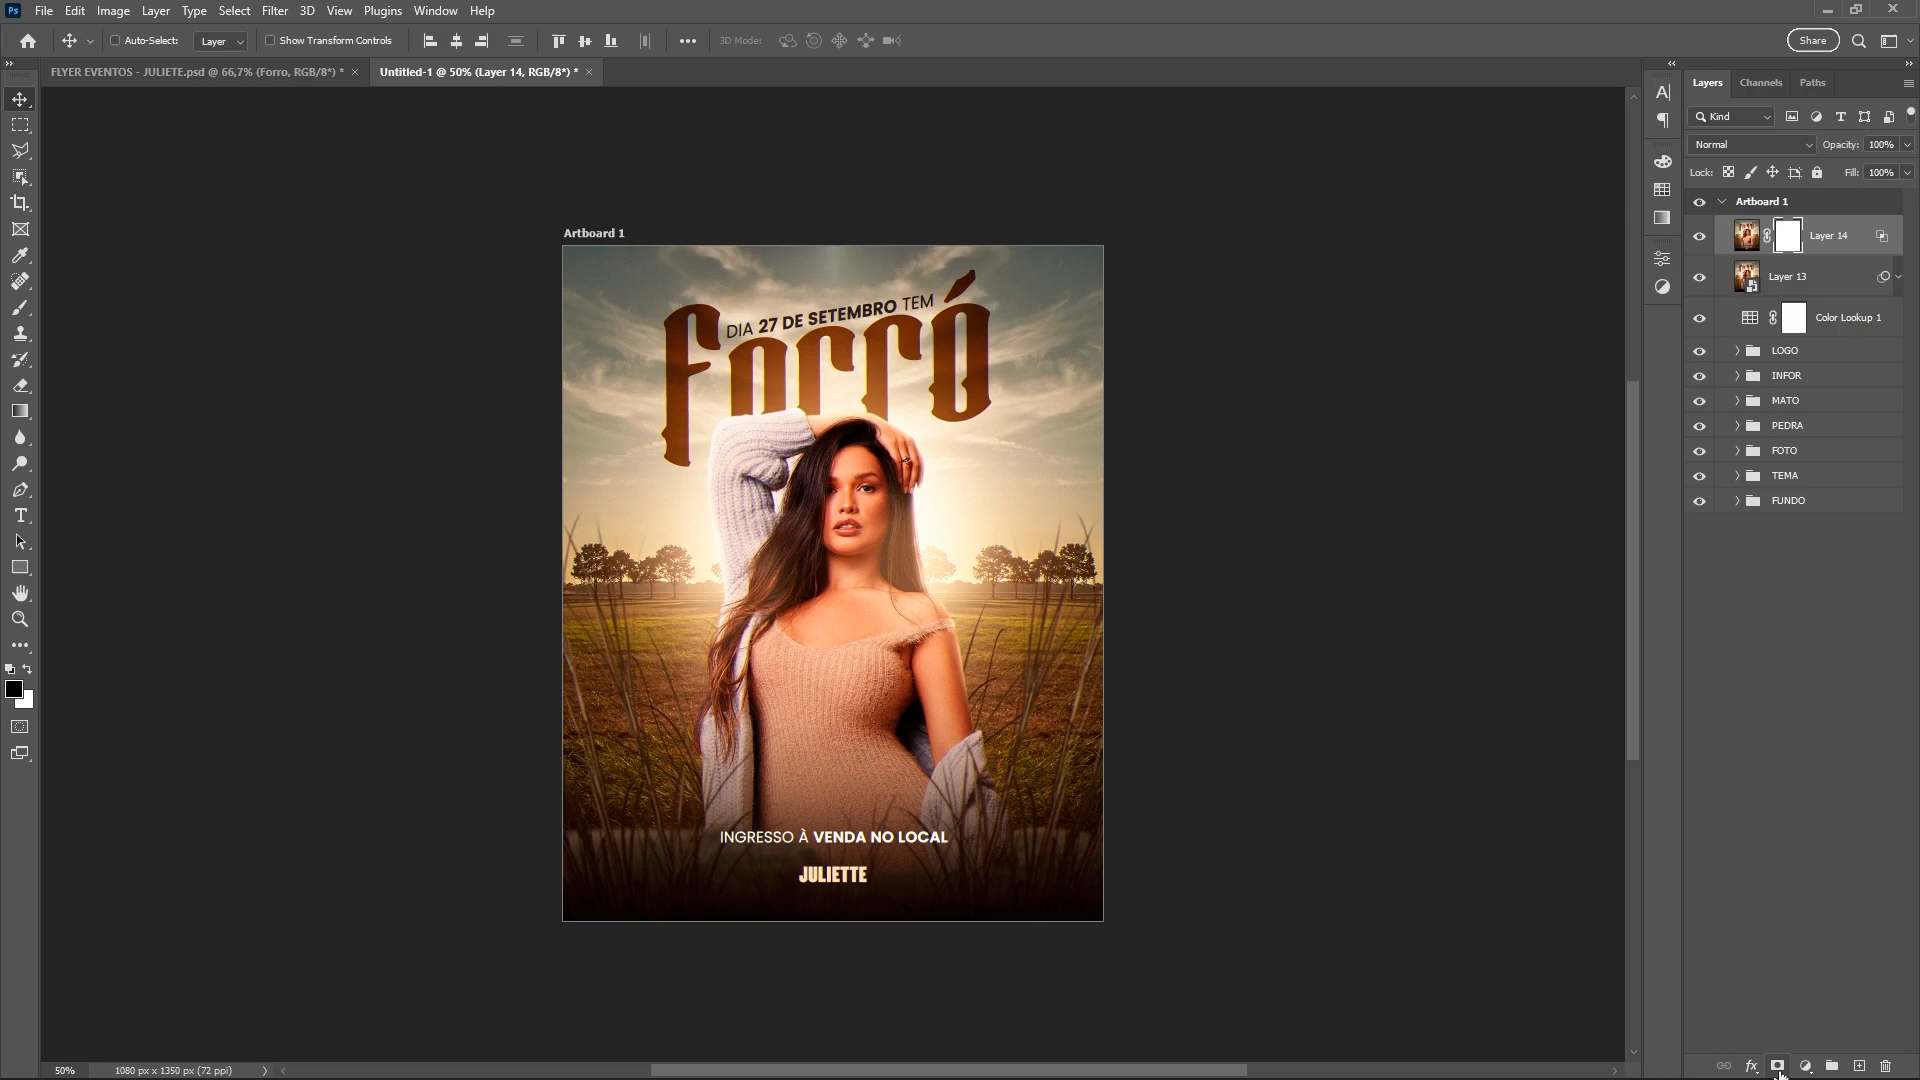 Ps File Edit Image Layer Type Select Filter 3D View Plugins Window Help
Auto-Select: Layer Show Transform Controls 3D Mode: Share
FLYER EVENTOS - JULIETE.psd @ 66,7% (Forro, RGB/8*) * Untitled-1 @ 50% (Layer 14, RGB/8*) *
Layers Channels Paths
Kind
Normal Opacity: 100%
Lock: Fill: 100%
Artboard 1
Layer 14
Layer 13
Color Lookup 1
LOGO
INFOR
MATO
PEDRA
FOTO
TEMA
FUNDO
Artboard 1
DIA 27 DE SETEMBRO TEM
Forró
INGRESSO À VENDA NO LOCAL
JULIETTE
50% 1080 px x 1350 px (72 ppi)